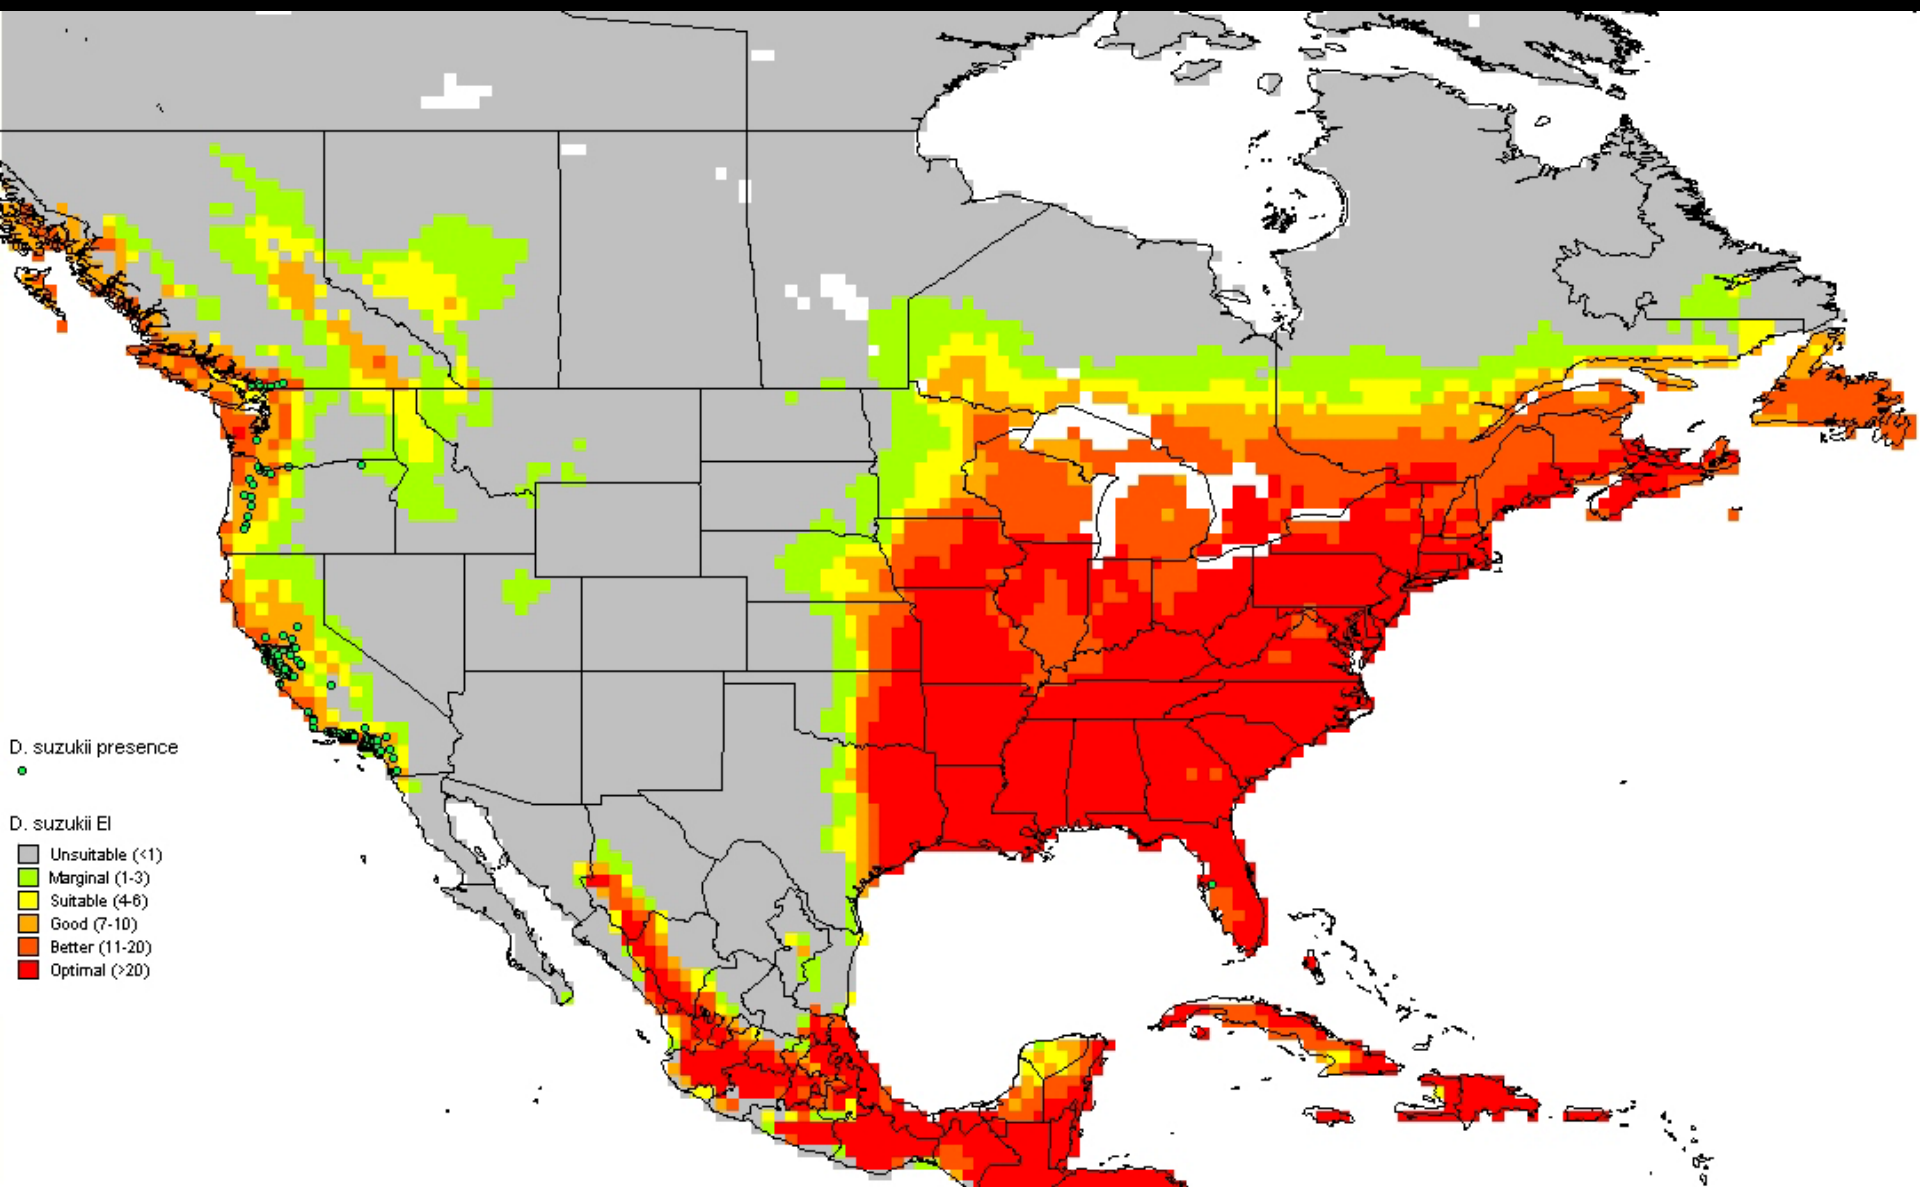 D. suzukii presence
D. suzukii EI
Unsuitable (<1)
Marginal (1-3)
Suitable (4-6)
Good (7-10)
Better (11-20)
Optimal (>20)